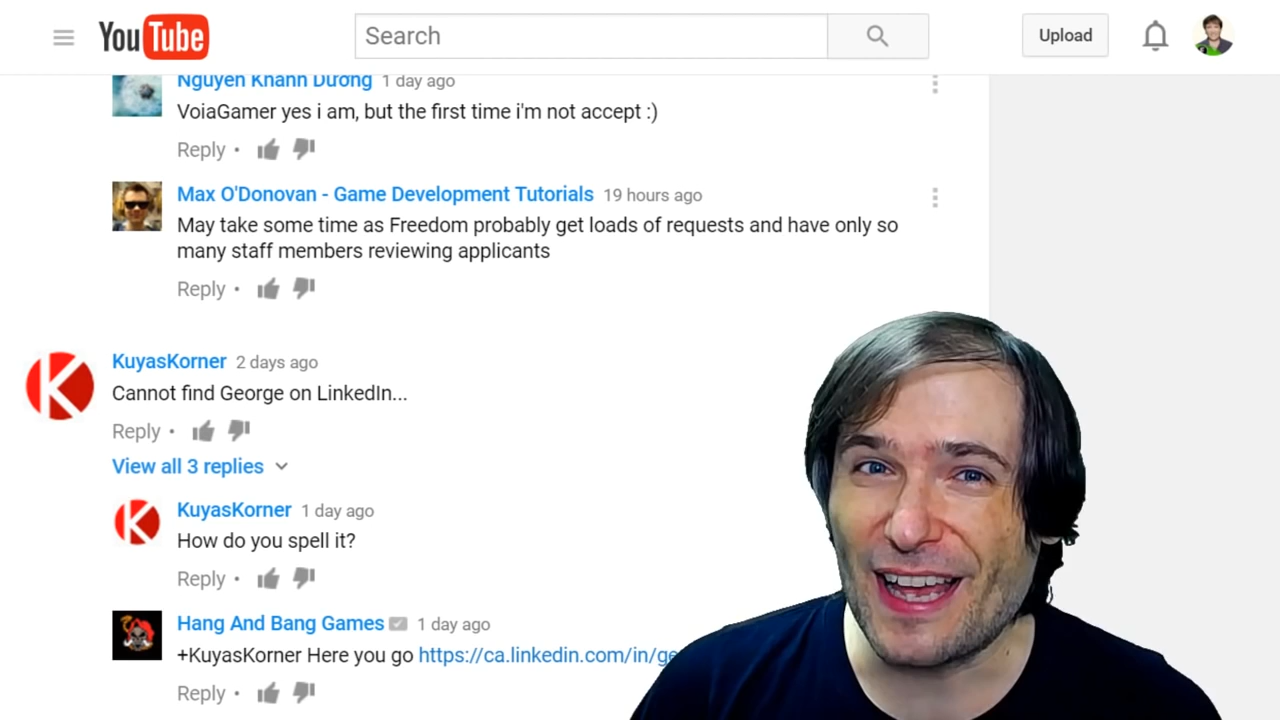 YouTube
Search
Upload
Nguyen Khanh Dương 1 day ago
VoiaGamer yes i am, but the first time i'm not accept :)
Reply •
Max O'Donovan - Game Development Tutorials 19 hours ago
May take some time as Freedom probably get loads of requests and have only so
many staff members reviewing applicants
Reply •
KuyasKorner 2 days ago
Cannot find George on LinkedIn...
Reply •
View all 3 replies
KuyasKorner 1 day ago
How do you spell it?
Reply •
Hang And Bang Games 1 day ago
+KuyasKorner Here you go https://ca.linkedin.com/in/ge
Reply •